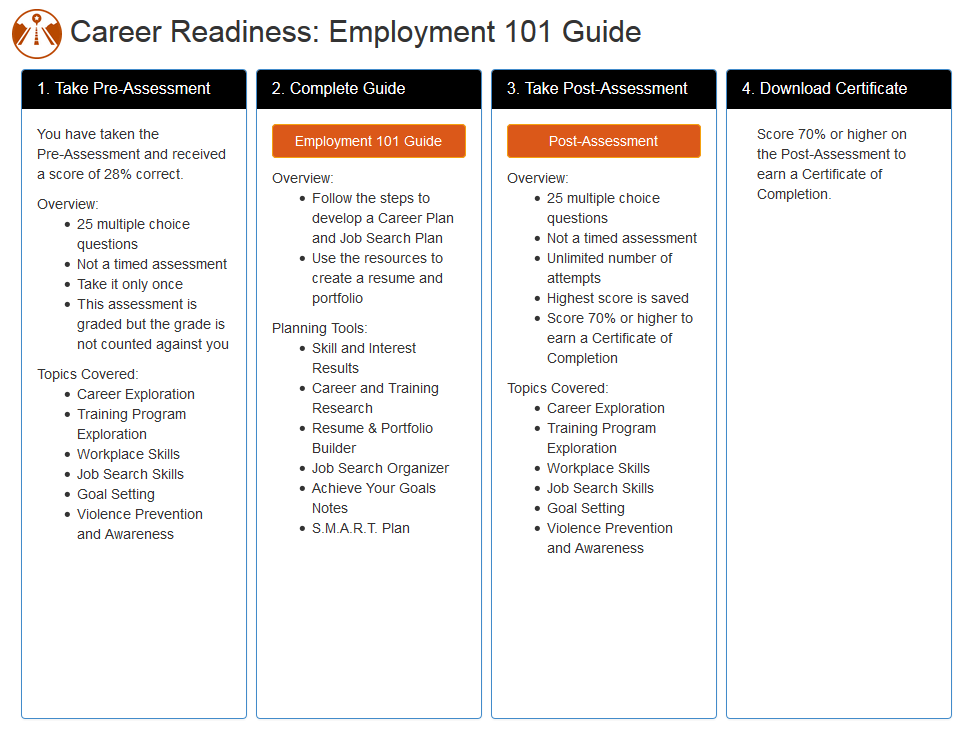 Career Readiness: Employment 101 Guide
1. Take Pre-Assessment
You have taken the
Pre-Assessment and received
a score of 28% correct.
Overview:
• 25 multiple choice
questions
• Not a timed assessment
• Take it only once
• This assessment is
graded but the grade is
not counted against you
Topics Covered:
• Career Exploration
• Training Program
Exploration
• Workplace Skills
• Job Search Skills
• Goal Setting
• Violence Prevention
and Awareness
2. Complete Guide
Employment 101 Guide
Overview:
• Follow the steps to
develop a Career Plan
and Job Search Plan
• Use the resources to
create a resume and
portfolio
Planning Tools:
• Skill and Interest
Results
• Career and Training
Research
• Resume & Portfolio
Builder
• Job Search Organizer
• Achieve Your Goals
Notes
• S.M.A.R.T. Plan
3. Take Post-Assessment
Post-Assessment
Overview:
• 25 multiple choice
questions
• Not a timed assessment
• Unlimited number of
attempts
• Highest score is saved
• Score 70% or higher to
earn a Certificate of
Completion
Topics Covered:
• Career Exploration
• Training Program
Exploration
• Workplace Skills
• Job Search Skills
• Goal Setting
• Violence Prevention
and Awareness
4. Download Certificate
Score 70% or higher on
the Post-Assessment to
earn a Certificate of
Completion.